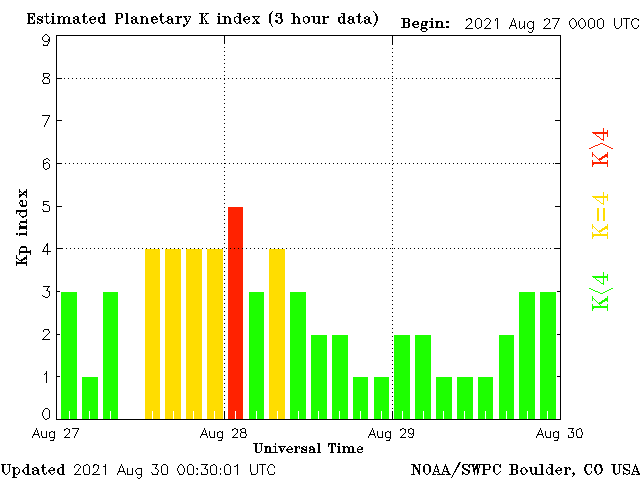 Estimated Planetary K index (3 hour data) Begin: 2021 Aug 27 0000 UTC
9
8
7
6
5
4
3
2
1
0
Kp index
K>4
K=4
K<4
Aug 27 Aug 28 Aug 29 Aug 30
Universal Time
Updated 2021 Aug 30 00:30:01 UTC NOAA/SWPC Boulder, CO USA